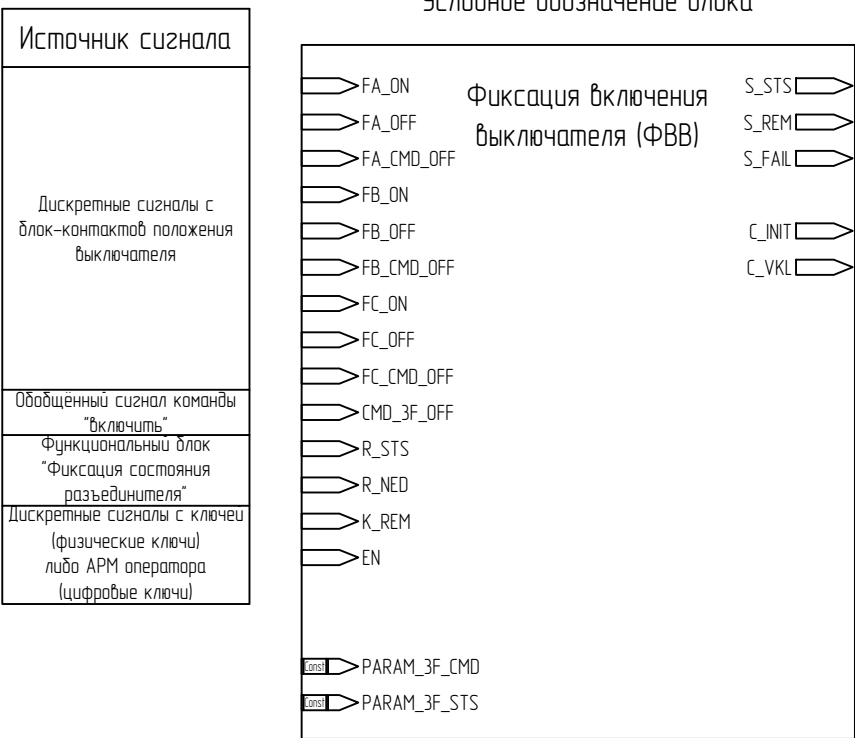 Условное обозначение блока
Источник сигнала
Дискретные сигналы с
блок-контактов положения
выключателя
Обобщённый сигнал команды
"включить"
Функциональный блок
"Фиксация состояния
разъединителя"
Дискретные сигналы с ключей
(физические ключи)
либо АРМ оператора
(цифровые ключи)
Фиксация включения
выключателя (ФВВ)
FA_ON
FA_OFF
FA_CMD_OFF
FB_ON
FB_OFF
FB_CMD_OFF
FC_ON
FC_OFF
FC_CMD_OFF
CMD_3F_OFF
R_STS
R_NED
K_REM
EN
Const PARAM_3F_CMD
Const PARAM_3F_STS
S_STS
S_REM
S_FAIL
C_INIT
C_VKL